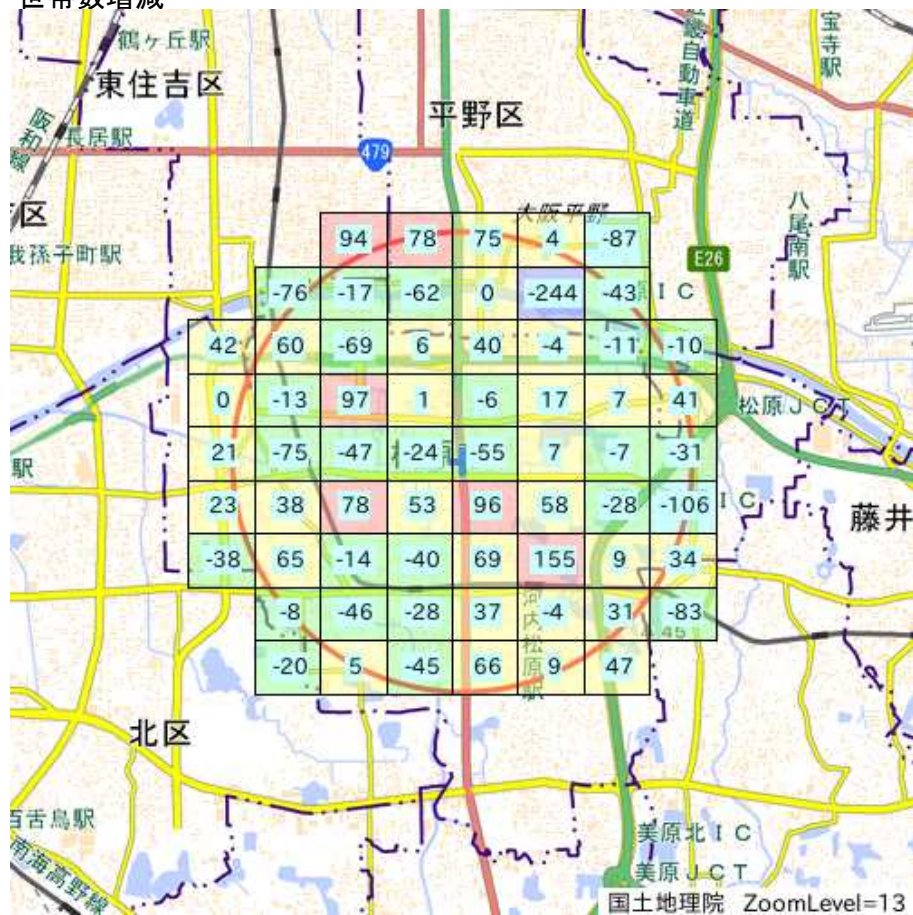 世帯数増減
鶴ヶ丘駅
東住吉区
平野区
近畿自動車道
宝寺駅
阪和線
長居駅
479
区
大阪平野
八尾南駅
我孫子町駅
E26
94 78 75 4 -87
-76 -17 -62 0 -244 -43 IC
42 60 -69 6 40 -4 -11 -10
0 -13 97 1 -6 17 7 41
松原JCT
21 -75 -47 -24 -55 7 -7 -31
駅
23 38 78 53 96 58 -28 -106 IC
藤井
-38 65 -14 -40 69 155 9 34
-8 -46 -28 37 -4 31 -83
河内松原駅
45
-20 5 -45 66 9 47
北区
百舌鳥駅
美原北IC
南海高野線
美原JCT
国土地理院 ZoomLevel=13